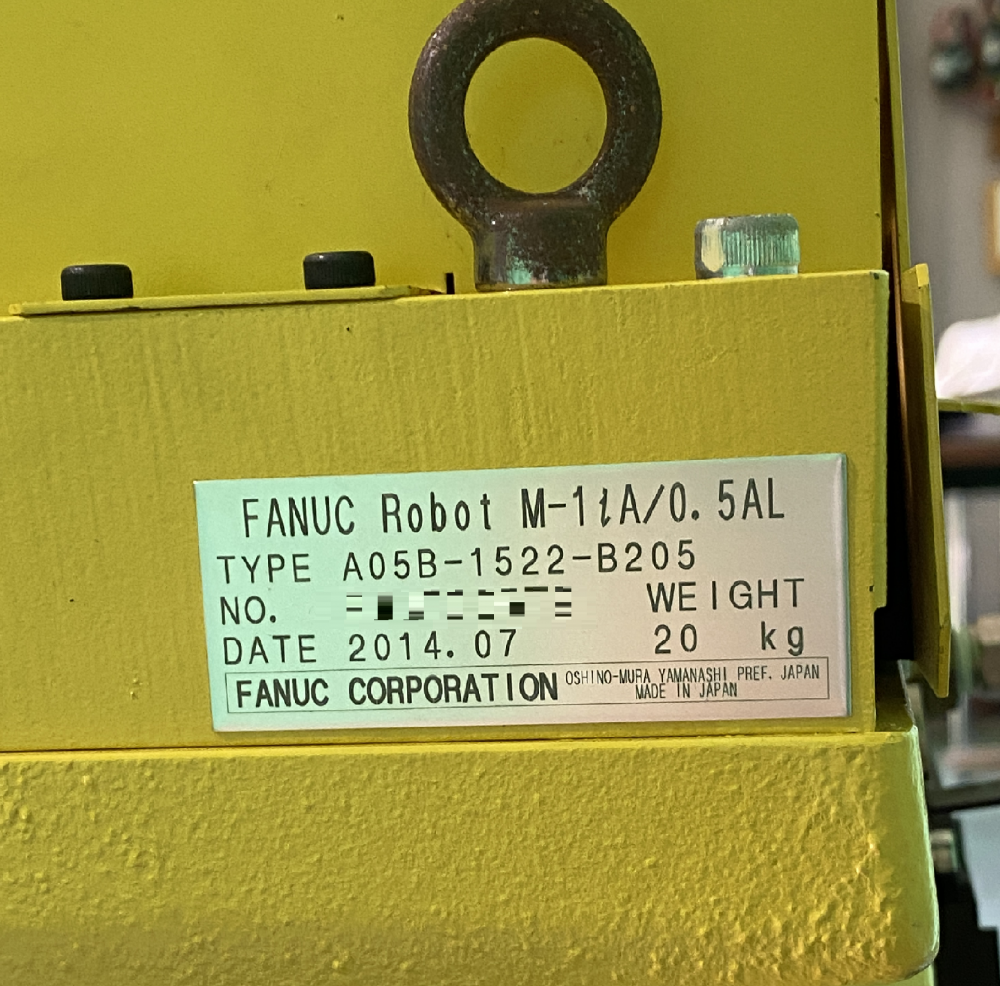 FANUC Robot M-1iA/0.5AL
TYPE A05B-1522-B205
NO.
WEIGHT
DATE 2014.07 20 kg
FANUC CORPORATION
OSHINO-MURA YAMANASHI PREF. JAPAN
MADE IN JAPAN